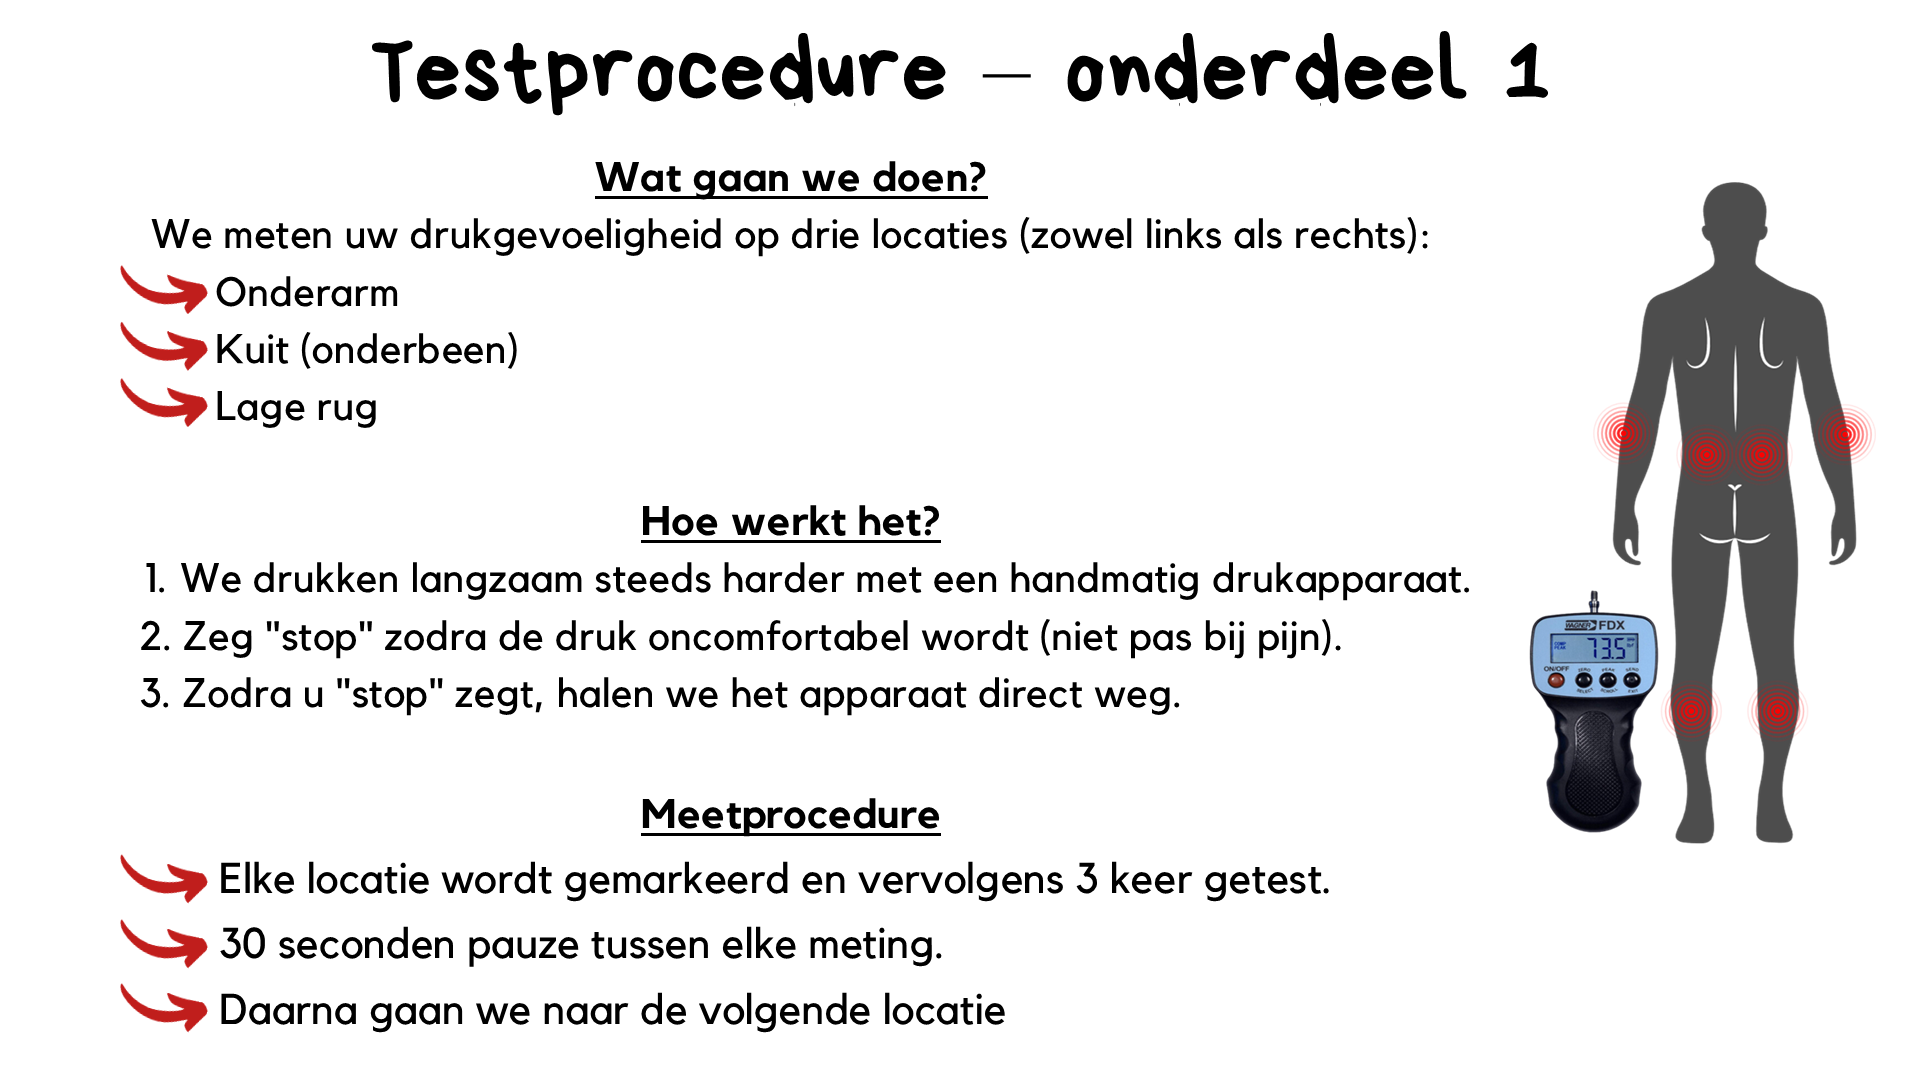 Testprocedure — onderdeel 1
Wat gaan we doen?
We meten uw drukgevoeligheid op drie locaties (zowel links als rechts):
Onderarm
Kuit (onderbeen)
Lage rug
Hoe werkt het?
1. We drukken langzaam steeds harder met een handmatig drukapparaat.
2. Zeg "stop" zodra de druk oncomfortabel wordt (niet pas bij pijn).
3. Zodra u "stop" zegt, halen we het apparaat direct weg.
WAGNER FDX
73.5
ON/OFF
Meetprocedure
Elke locatie wordt gemarkeerd en vervolgens 3 keer getest.
30 seconden pauze tussen elke meting.
Daarna gaan we naar de volgende locatie